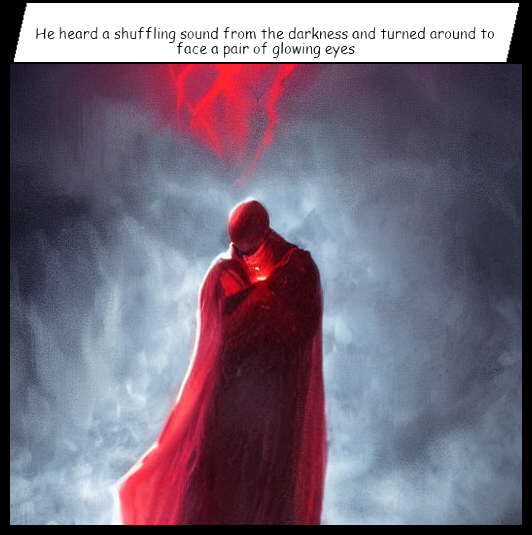 He heard a shuffling sound from the darkness and turned around to
face a pair of glowing eyes